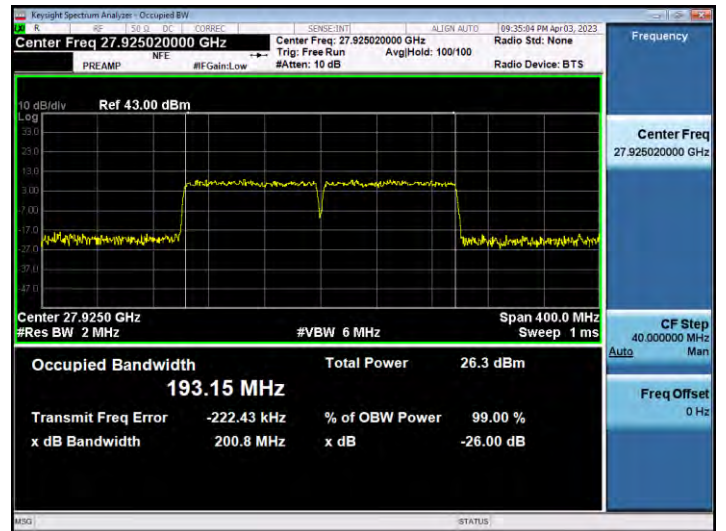 Keysight Spectrum Analyzer - Occupied BW
R RF 50 Ω DC CORREC SENSE:INT ALIGN AUTO 09:35:04 PM Apr 03, 2023
Center Freq 27.925020000 GHz
NFE
PREAMP #IFGain:Low
Center Freq: 27.925020000 GHz
Trig: Free Run Avg|Hold: 100/100
#Atten: 10 dB
Radio Std: None
Radio Device: BTS
10 dB/div Ref 43.00 dBm
Log
33.0
23.0
13.0
3.00
-7.00
-17.0
-27.0
-37.0
-47.0
Center 27.9250 GHz Span 400.0 MHz
#Res BW 2 MHz #VBW 6 MHz Sweep 1 ms
Occupied Bandwidth Total Power 26.3 dBm
193.15 MHz
Transmit Freq Error -222.43 kHz % of OBW Power 99.00 %
x dB Bandwidth 200.8 MHz x dB -26.00 dB
MSG STATUS
Frequency
Center Freq
27.925020000 GHz
CF Step
40.000000 MHz
Auto Man
Freq Offset
0 Hz